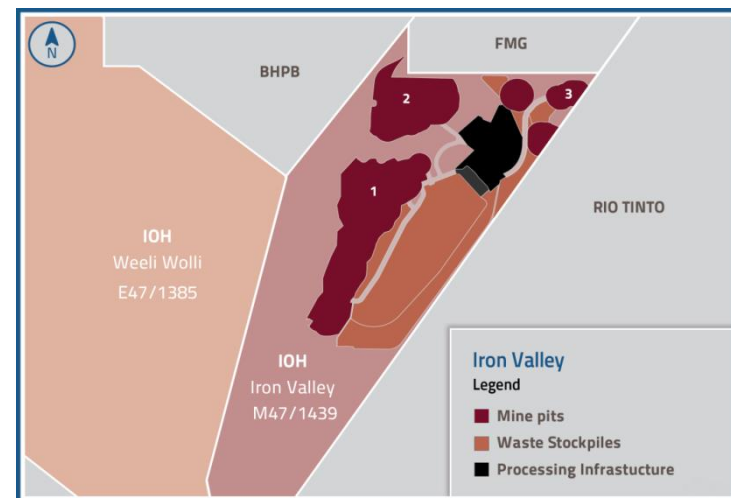 N
BHPB
FMG
2
3
1
RIO TINTO
IOH
Weeli Wolli
E47/1385
IOH
Iron Valley
M47/1439
Iron Valley
Legend
Mine pits
Waste Stockpiles
Processing Infrastucture